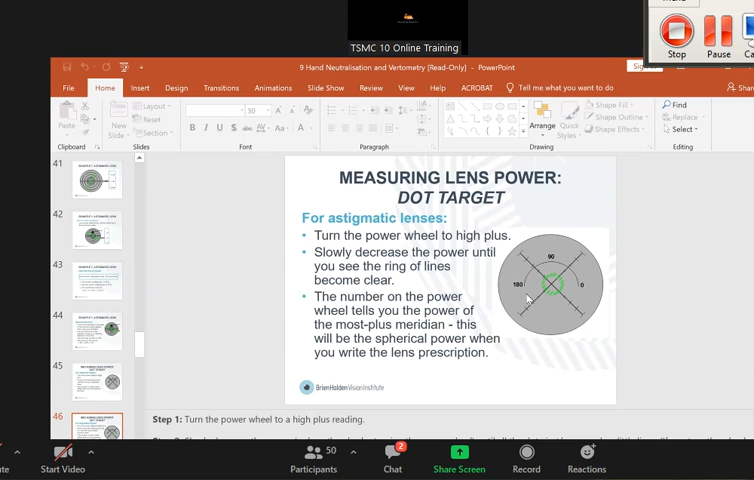 TSMC 10 Online Training
Stop
Pause
9 Hand Neutralisation and Vertometry [Read-Only] - PowerPoint
File
Home
Insert
Design
Transitions
Animations
Slide Show
Review
View
Help
ACROBAT
Tell me what you want to do
Paste
New Slide
Layout
Reset
Section
30
Arrange
Quick Styles
Shape Fill
Shape Outline
Shape Effects
Find
Replace
Select
Clipboard
Slides
Font
Paragraph
Drawing
Editing
41
42
43
44
45
46
MEASURING LENS POWER:
DOT TARGET
For astigmatic lenses:
• Turn the power wheel to high plus.
• Slowly decrease the power until
you see the ring of lines
become clear.
• The number on the power
wheel tells you the power of
the most-plus meridian - this
will be the spherical power when
you write the lens prescription.
90
180
0
BrienHoldenVisionInstitute
Step 1: Turn the power wheel to a high plus reading.
Start Video
50
Participants
2
Chat
Share Screen
Record
Reactions